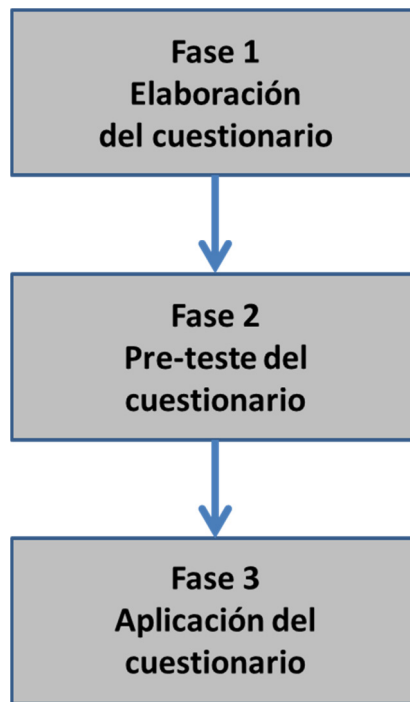 Fase 1
Elaboración
del cuestionario
Fase 2
Pre-teste del
cuestionario
Fase 3
Aplicación del
cuestionario